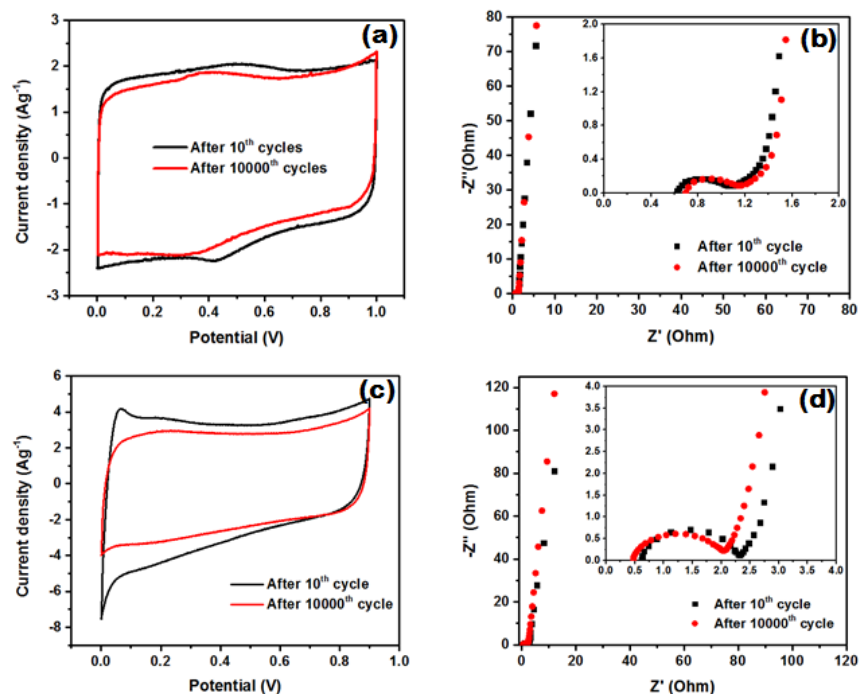 (a)
Current density (Ag-1)
3
2
1
0
-1
-2
-3
After 10th cycles
After 10000th cycles
0.0 0.2 0.4 0.6 0.8 1.0
Potential (V)
(b)
-Z''(Ohm)
80
70
60
50
40
30
20
10
0
2.0
1.6
1.2
0.8
0.4
0.0
0.0 0.4 0.8 1.2 1.6 2.0
After 10th cycle
After 10000th cycle
0 10 20 30 40 50 60 70 80
Z' (Ohm)
(c)
Current density (Ag-1)
6
4
2
0
-2
-4
-6
-8
After 10th cycle
After 10000th cycle
0.0 0.2 0.4 0.6 0.8 1.0
Potential (V)
(d)
-Z'' (Ohm)
120
100
80
60
40
20
0
4.0
3.5
3.0
2.5
2.0
1.5
1.0
0.5
0.0
0.0 0.5 1.0 1.5 2.0 2.5 3.0 3.5 4.0
After 10th cycle
After 10000th cycle
0 20 40 60 80 100 120
Z' (Ohm)